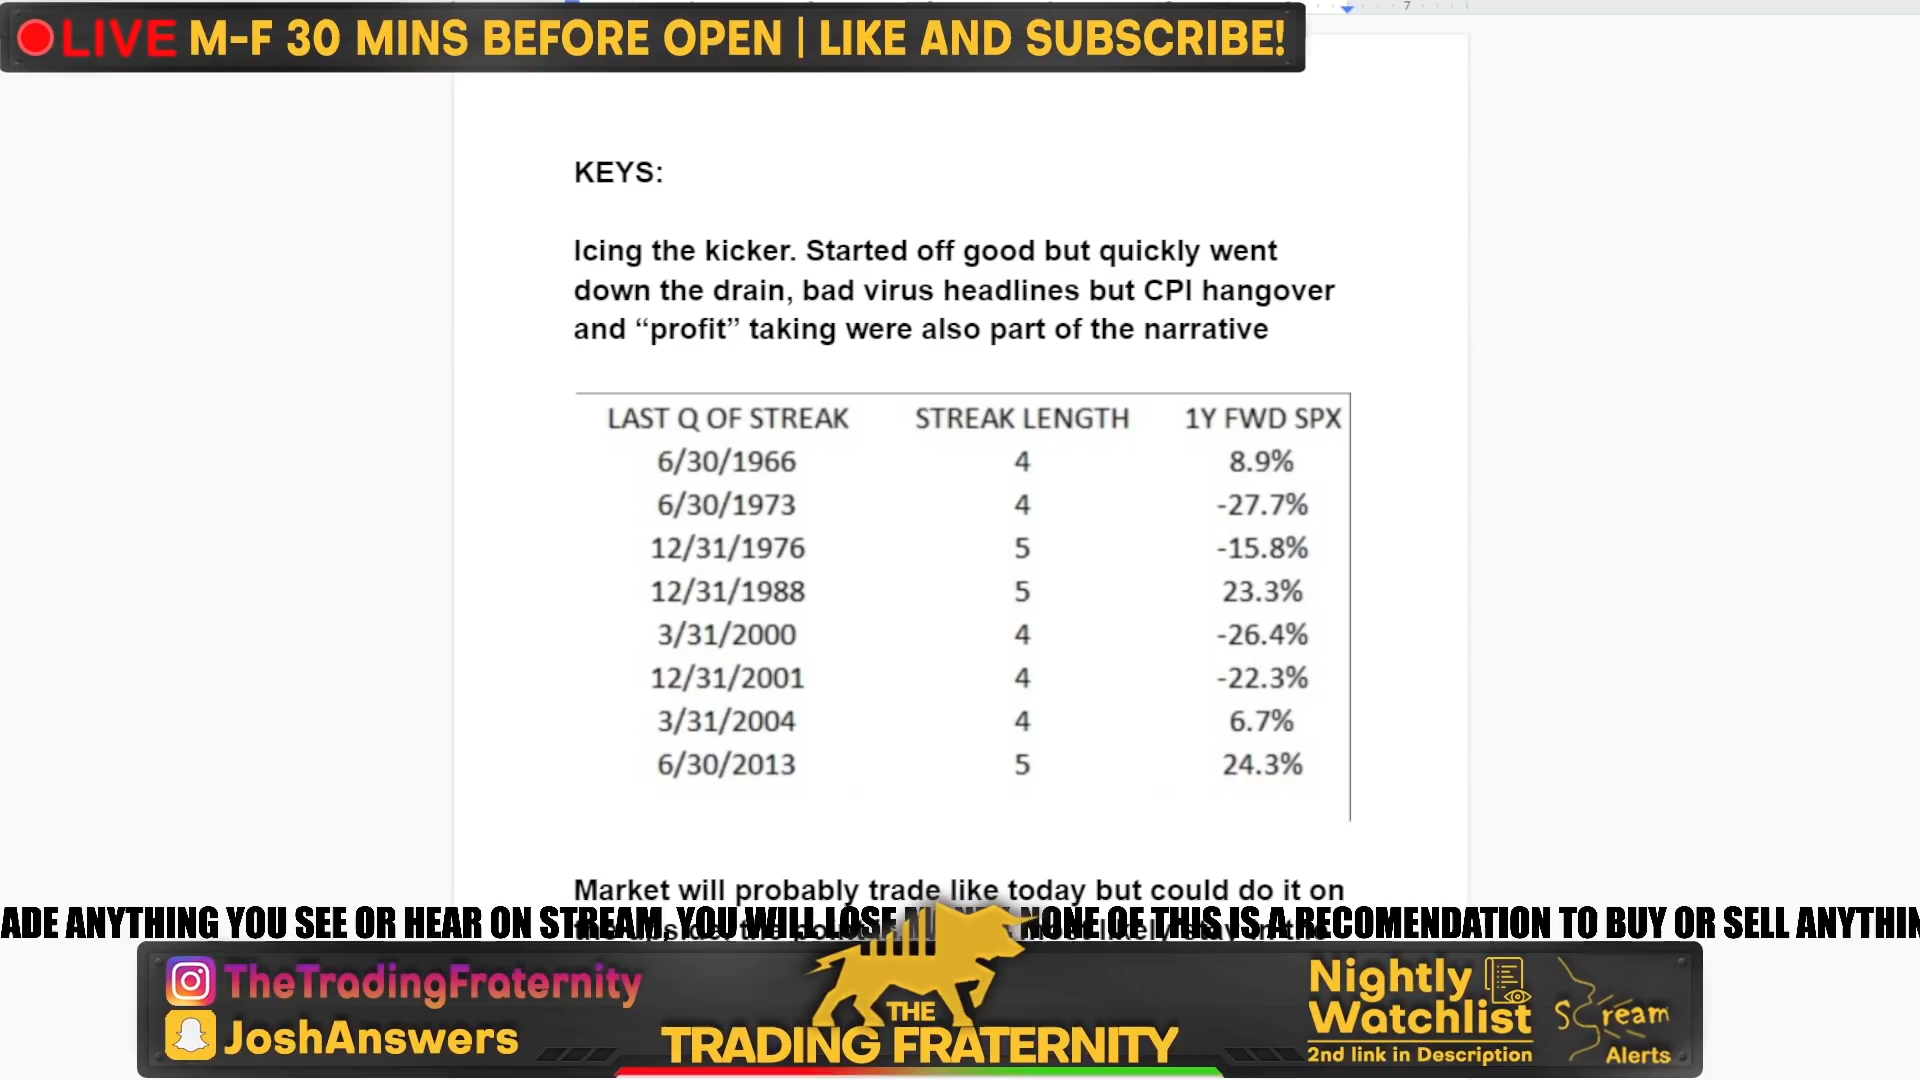 LIVE M-F 30 MINS BEFORE OPEN | LIKE AND SUBSCRIBE!
7
KEYS:
Icing the kicker. Started off good but quickly went
down the drain, bad virus headlines but CPI hangover
and “profit” taking were also part of the narrative
LAST Q OF STREAK STREAK LENGTH 1Y FWD SPX
6/30/1966 4 8.9%
6/30/1973 4 -27.7%
12/31/1976 5 -15.8%
12/31/1988 5 23.3%
3/31/2000 4 -26.4%
12/31/2001 4 -22.3%
3/31/2004 4 6.7%
6/30/2013 5 24.3%
Market will probably trade like today but could do it on
ADE ANYTHING YOU SEE OR HEAR ON STREAM, YOU WILL LOSE NONE OF THIS IS A RECOMENDATION TO BUY OR SELL ANYTHIN
TheTradingFraternity
JoshAnswers
THE
TRADING FRATERNITY
Nightly
Watchlist
2nd link in Description
Scream
Alerts